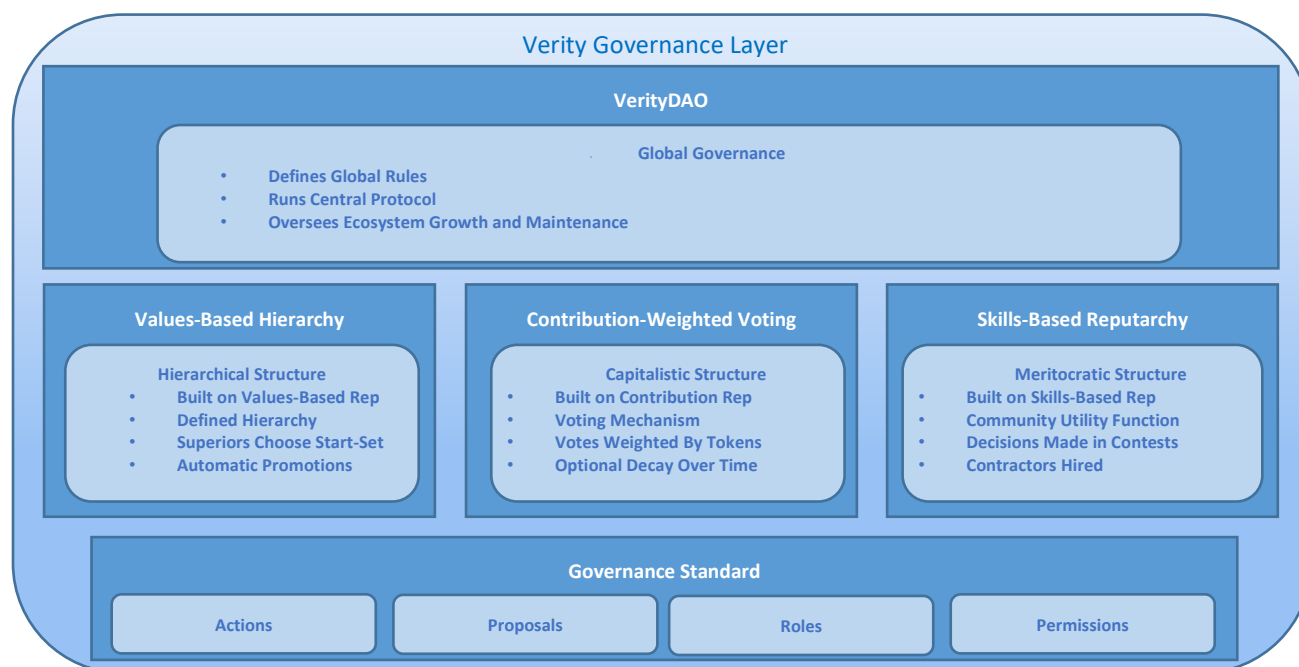 Verity Governance Layer
VerityDAO
Global Governance
• Defines Global Rules
• Runs Central Protocol
• Oversees Ecosystem Growth and Maintenance
Values-Based Hierarchy
Hierarchical Structure
• Built on Values-Based Rep
• Defined Hierarchy
• Superiors Choose Start-Set
• Automatic Promotions
Contribution-Weighted Voting
Capitalistic Structure
• Built on Contribution Rep
• Voting Mechanism
• Votes Weighted By Tokens
• Optional Decay Over Time
Skills-Based Reputarchy
Meritocratic Structure
• Built on Skills-Based Rep
• Community Utility Function
• Decisions Made in Contests
• Contractors Hired
Governance Standard
Actions
Proposals
Roles
Permissions